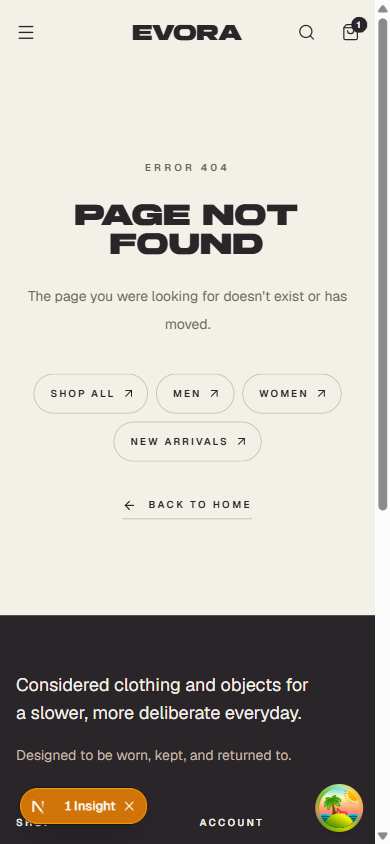 EVORA
1
ERROR 404
PAGE NOT
FOUND
The page you were looking for doesn't exist or has
moved.
SHOP ALL
MEN
WOMEN
NEW ARRIVALS
BACK TO HOME
Considered clothing and objects for
a slower, more deliberate everyday.
Designed to be worn, kept, and returned to.
N 1 Insight
ACCOUNT